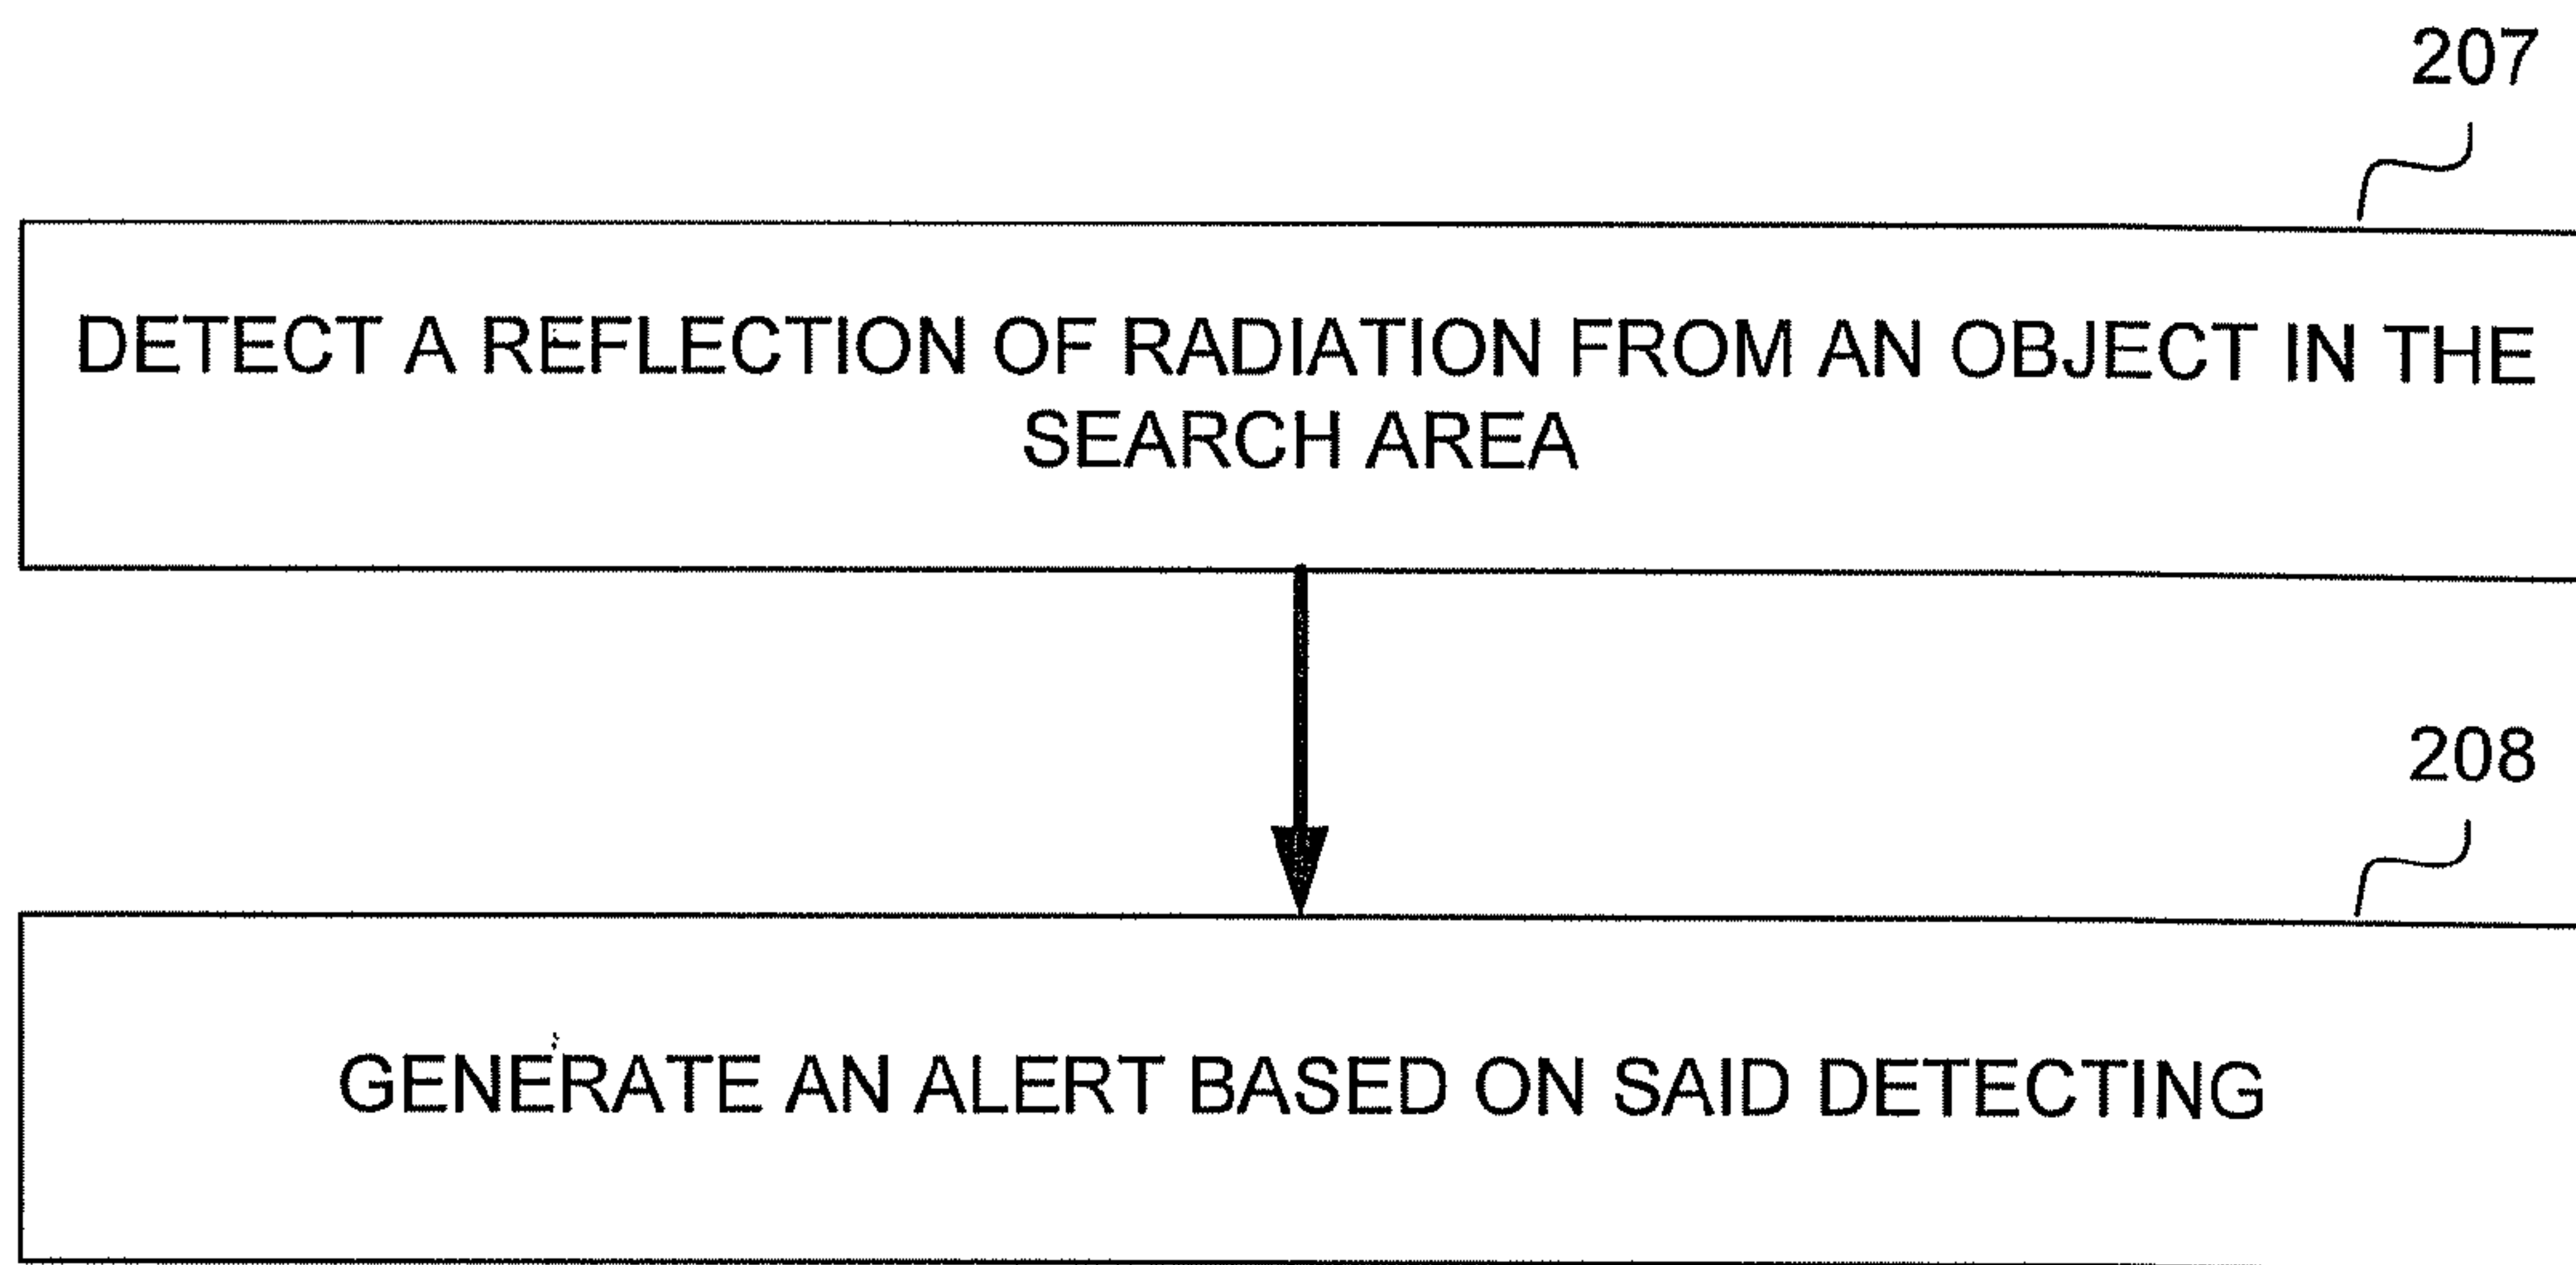 207
DETECT A REFLECTION OF RADIATION FROM AN OBJECT IN THE
SEARCH AREA
208
GENERATE AN ALERT BASED ON SAID DETECTING